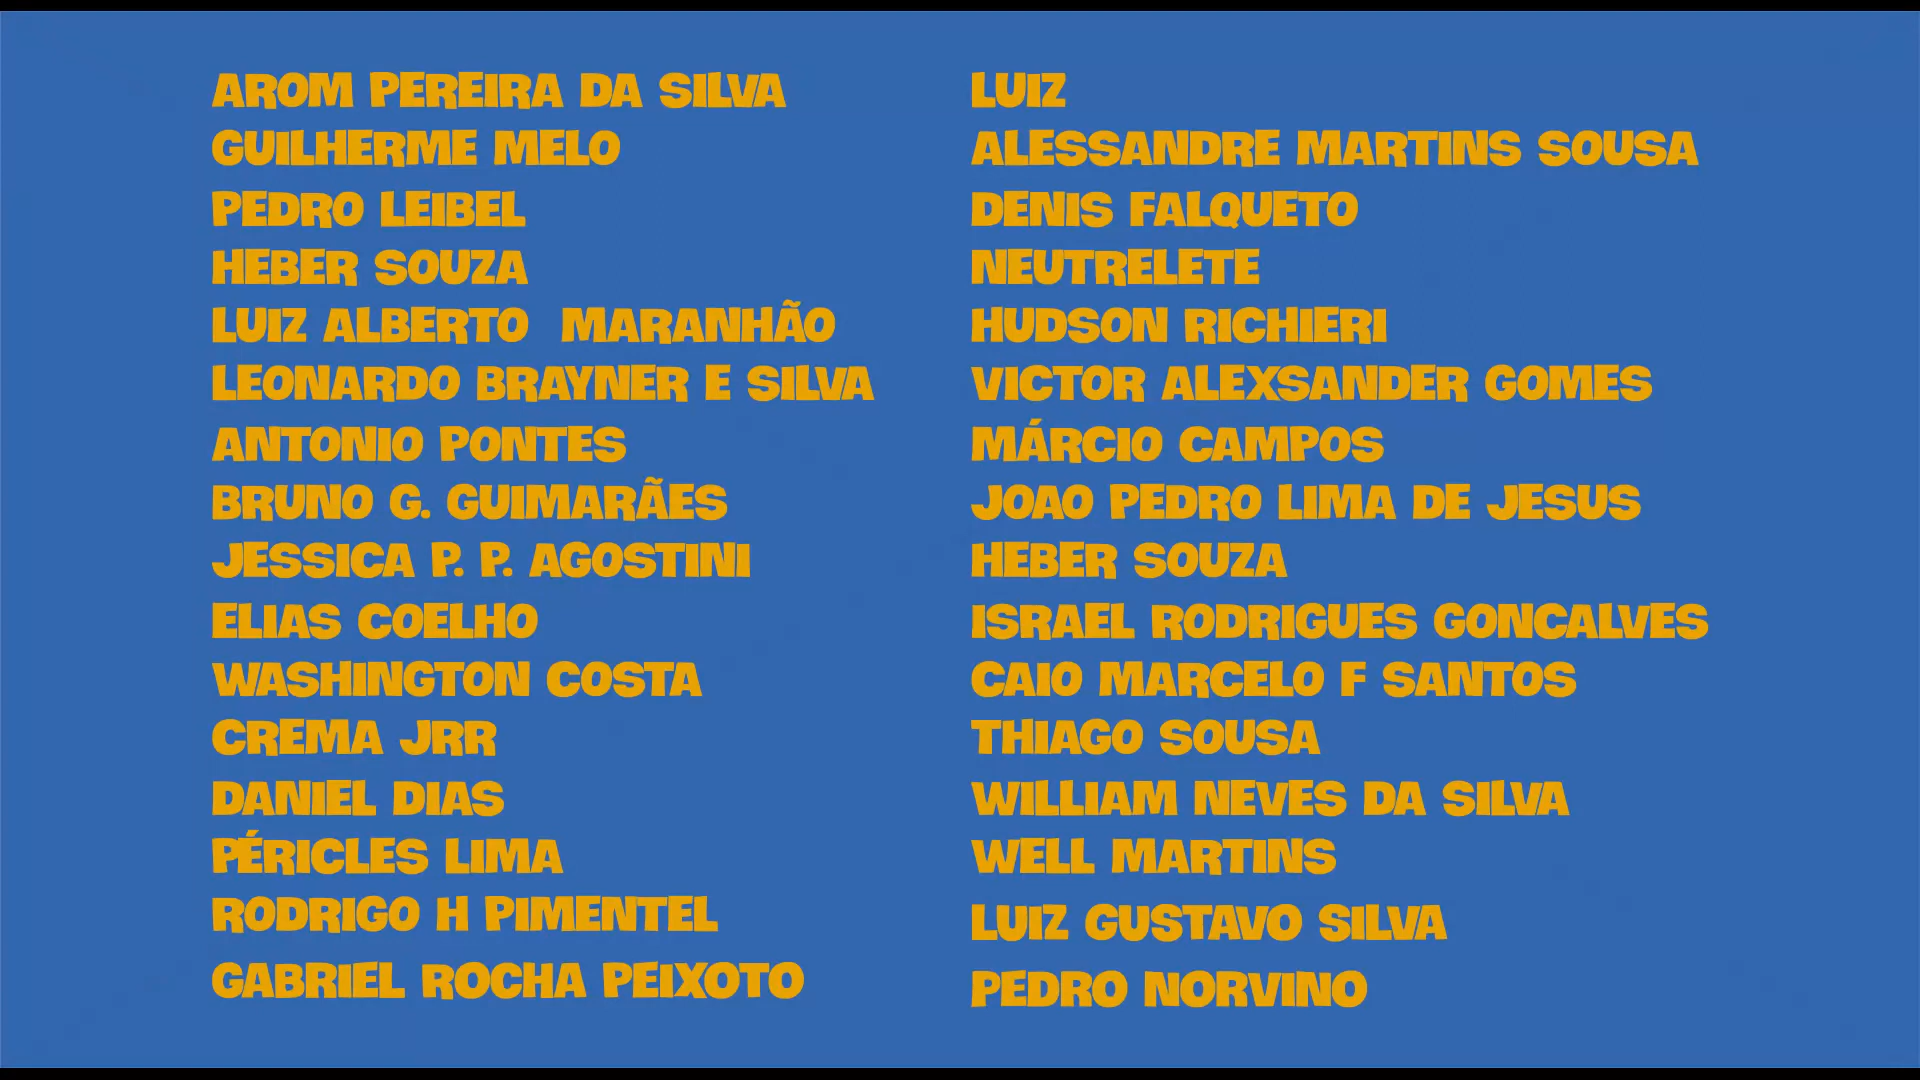 AROM PEREIRA DA SILVA
GUILHERME MELO
PEDRO LEIBEL
HEBER SOUZA
LUIZ ALBERTO  MARANHÃO
LEONARDO BRAYNER E SILVA
ANTONIO PONTES
BRUNO G. GUIMARÃES
JESSICA P. P. AGOSTINI
ELIAS COELHO
WASHINGTON COSTA
CREMA JRR
DANIEL DIAS
PÉRICLES LIMA
RODRIGO H PIMENTEL
GABRIEL ROCHA PEIXOTO
LUIZ
ALESSANDRE MARTINS SOUSA
DENIS FALQUETO
NEUTRELETE
HUDSON RICHIERI
VICTOR ALEXSANDER GOMES
MÁRCIO CAMPOS
JOAO PEDRO LIMA DE JESUS
HEBER SOUZA
ISRAEL RODRIGUES GONCALVES
CAIO MARCELO F SANTOS
THIAGO SOUSA
WILLIAM NEVES DA SILVA
WELL MARTINS
LUIZ GUSTAVO SILVA
PEDRO NORVINO